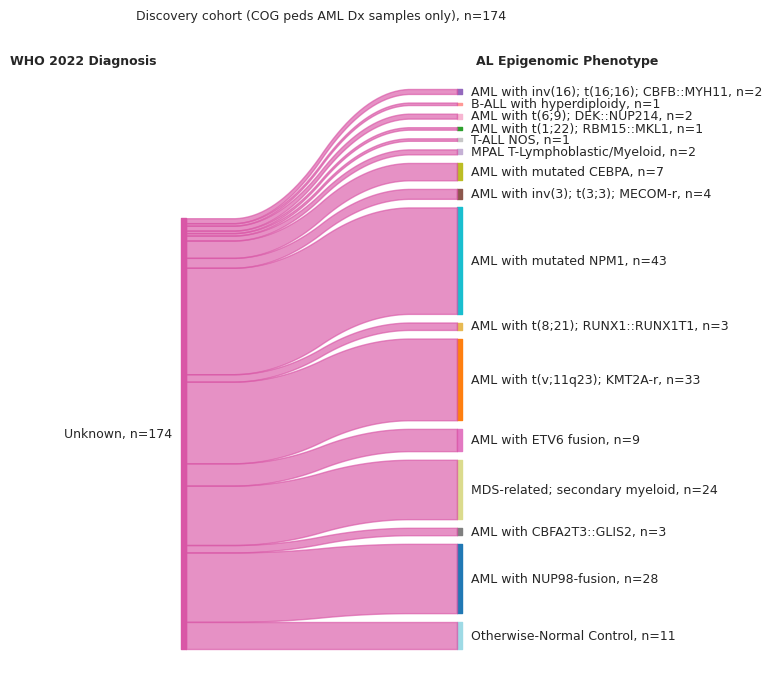 Discovery cohort (COG peds AML Dx samples only), n=174
WHO 2022 Diagnosis
AL Epigenomic Phenotype
AML with inv(16); t(16;16); CBFB::MYH11, n=2
B-ALL with hyperdiploidy, n=1
AML with t(6;9); DEK::NUP214, n=2
AML with t(1;22); RBM15::MKL1, n=1
T-ALL NOS, n=1
MPAL T-Lymphoblastic/Myeloid, n=2
AML with mutated CEBPA, n=7
AML with inv(3); t(3;3); MECOM-r, n=4
AML with mutated NPM1, n=43
AML with t(8;21); RUNX1::RUNX1T1, n=3
AML with t(v;11q23); KMT2A-r, n=33
Unknown, n=174
AML with ETV6 fusion, n=9
MDS-related; secondary myeloid, n=24
AML with CBFA2T3::GLIS2, n=3
AML with NUP98-fusion, n=28
Otherwise-Normal Control, n=11